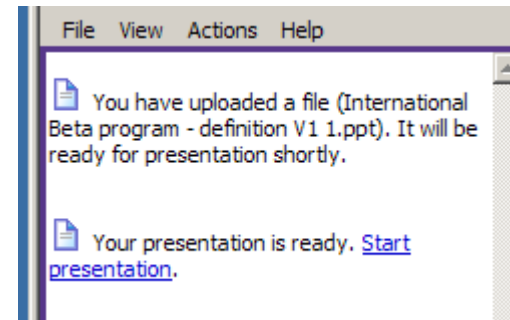 File View Actions Help
You have uploaded a file (International
Beta program - definition V1 1.ppt). It will be
ready for presentation shortly.
Your presentation is ready. Start
presentation.